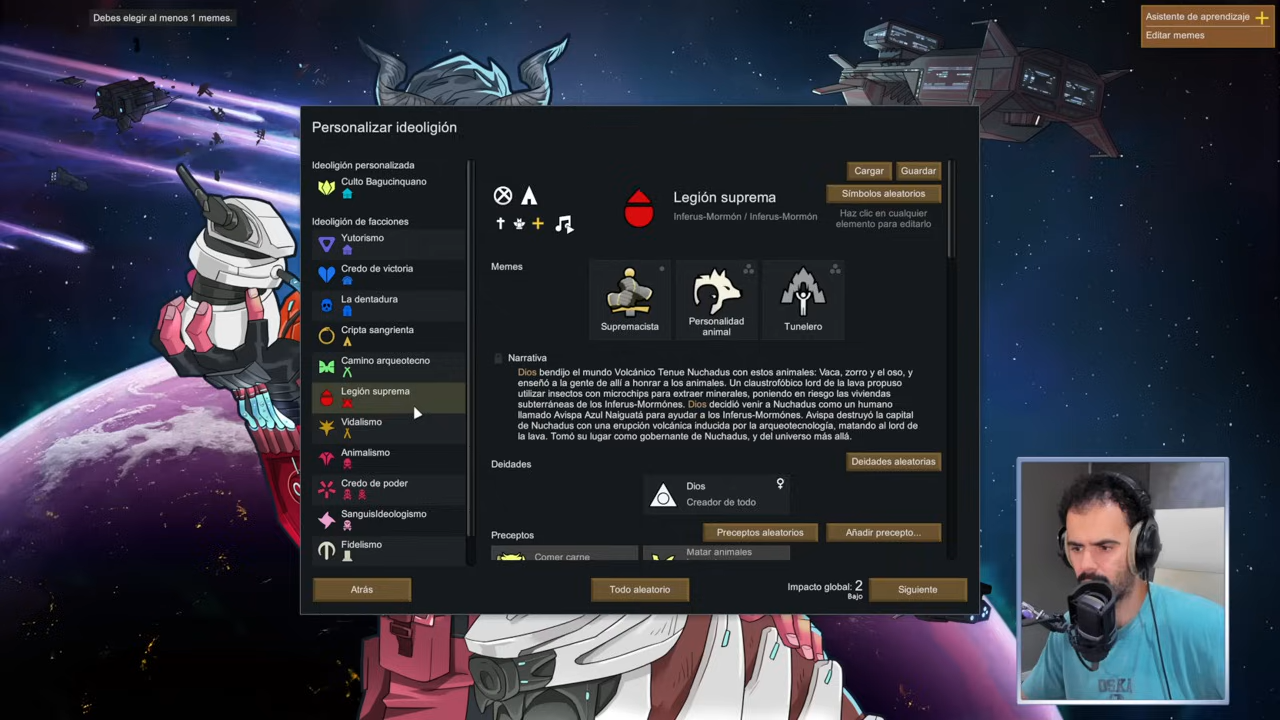 Debes elegir al menos 1 memes.
Asistente de aprendizaje
Editar memes
Personalizar ideoligión
Ideoligión personalizada
Culto Bagucinquano
Ideoligión de facciones
Yutorismo
Credo de victoria
La dentadura
Cripta sangrienta
Camino arqueotecno
Legión suprema
Vidalismo
Animalismo
Credo de poder
SanguisIdeologismo
Fidelismo
Cargar
Guardar
Símbolos aleatorios
Haz clic en cualquier
elemento para editarlo
Legión suprema
Inferus-Mormón / Inferus-Mormón
Memes
Supremacista
Personalidad
animal
Tunelero
Narrativa
Dios bendijo el mundo Volcánico Tenue Nuchadus con estos animales: Vaca, zorro y el oso, y
enseñó a la gente de allí a honrar a los animales. Un claustrofóbico lord de la lava propuso
utilizar insectos con microchips para extraer minerales, poniendo en riesgo las viviendas
subterráneas de los Inferus-Mormónes. Dios decidió venir a Nuchadus como un humano
llamado Avispa Azul Naiguatá para ayudar a los Inferus-Mormónes. Avispa destruyó la capital
de Nuchadus con una erupción volcánica inducida por la arqueotecnología, matando al lord de
la lava. Tomó su lugar como gobernante de Nuchadus, y del universo más allá.
Deidades
Deidades aleatorias
Dios
Creador de todo
Preceptos
Preceptos aleatorios
Añadir precepto...
Comer carne
Matar animales
Atrás
Todo aleatorio
Impacto global: 2
Bajo
Siguiente